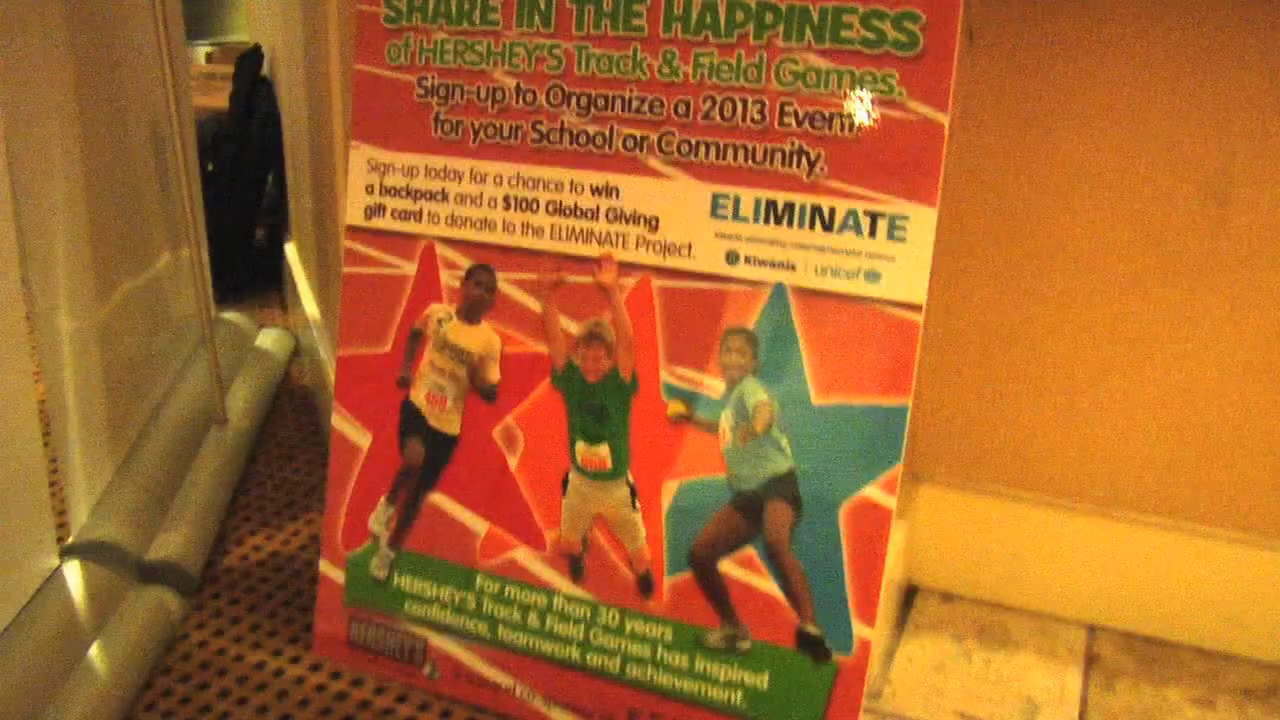 SHARE IN THE HAPPINESS
of HERSHEY'S Track & Field Games.
Sign-up to Organize a 2013 Event
for your School or Community.
Sign-up today for a chance to win
a backpack and a $100 Global Giving
gift card to donate to the ELIMINATE Project.
ELIMINATE
Kiwanis | unicef
468
For more than 30 years
HERSHEY'S Track & Field Games has inspired
confidence, teamwork and achievement.
HERSHEY'S